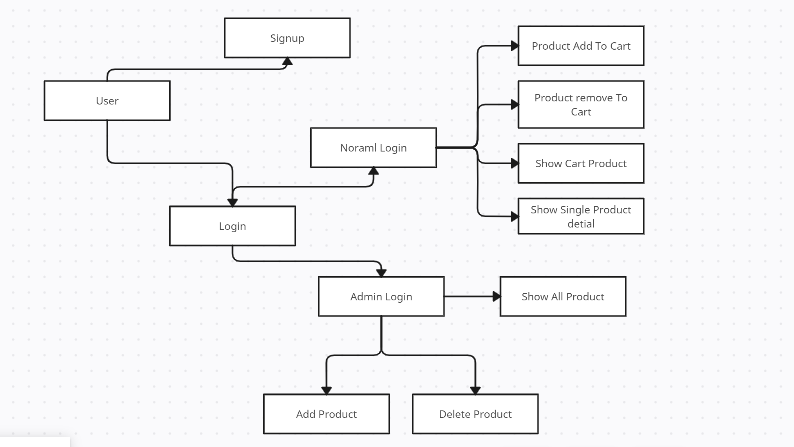 Signup
User
Product Add To Cart
Product remove To
Cart
Noraml Login
Show Cart Product
Show Single Product
detial
Login
Admin Login
Show All Product
Add Product
Delete Product